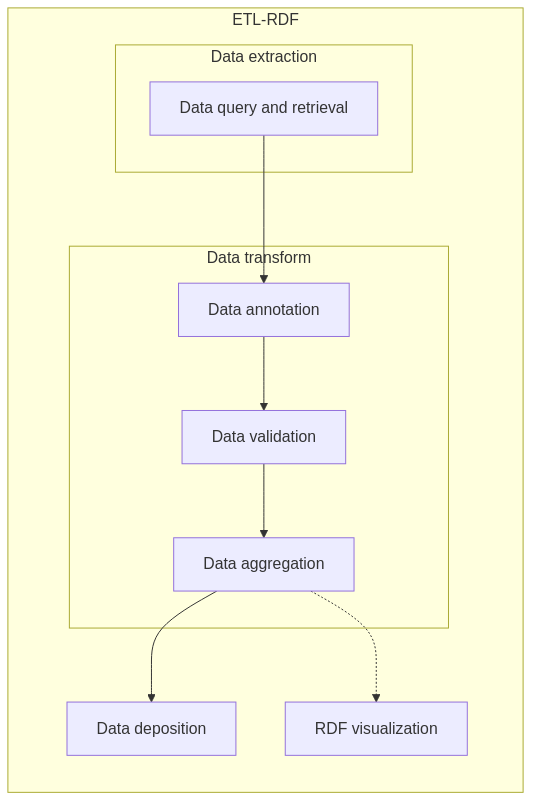 ETL-RDF
Data extraction
Data query and retrieval
Data transform
Data annotation
Data validation
Data aggregation
Data deposition
RDF visualization